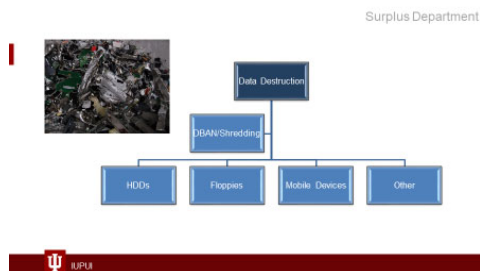 Surplus Department
Data Destruction
DBAN/Shredding
HDDs
Floppies
Mobile Devices
Other
IUPUI